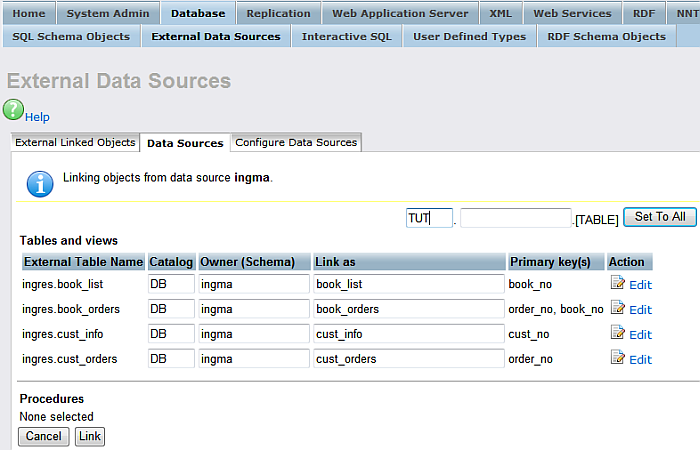 Home System Admin Database Replication Web Application Server XML Web Services RDF NNT
SQL Schema Objects External Data Sources Interactive SQL User Defined Types RDF Schema Objects
External Data Sources
? Help
External Linked Objects Data Sources Configure Data Sources
i Linking objects from data source ingma.
TUT . .[TABLE] Set To All
Tables and views
External Table Name Catalog Owner (Schema) Link as Primary key(s) Action
ingres.book_list DB ingma book_list book_no Edit
ingres.book_orders DB ingma book_orders order_no, book_no Edit
ingres.cust_info DB ingma cust_info cust_no Edit
ingres.cust_orders DB ingma cust_orders order_no Edit
Procedures
None selected
Cancel Link